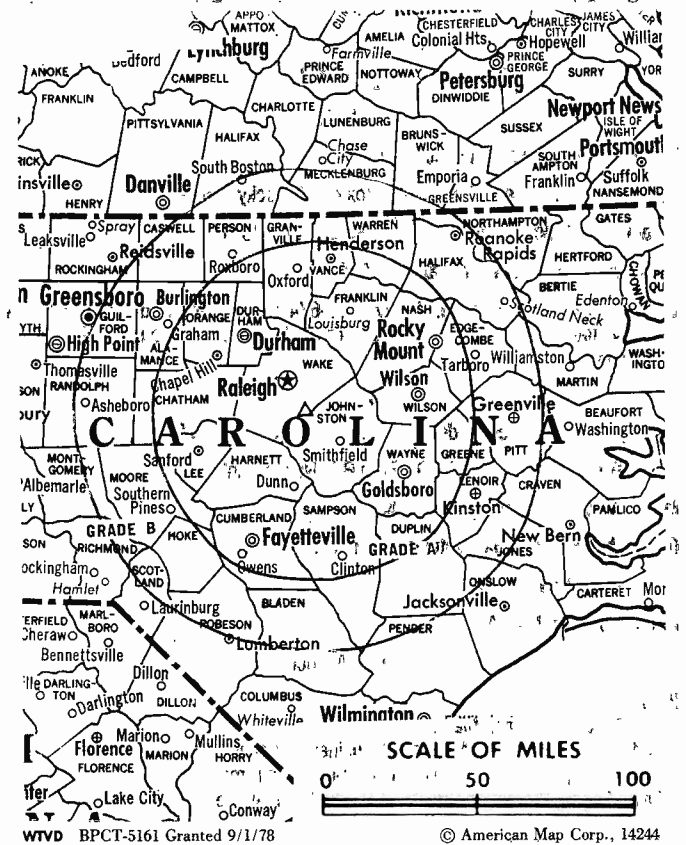 APPO
MATTOX
CHESTERFIELD
CHARLES
CITY
JAMES
CITY
AMELIA
Colonial Hts.
Hopewell
Lynchburg
Farmville
PRINCE
GEORGE
PRINCE
EDWARD
NOTTOWAY
Petersburg
CAMPBELL
SURRY
FRANKLIN
DINWIDDIE
CHARLOTTE
Newport News
PITTSYLVANIA
LUNENBURG
SUSSEX
ISLE OF
WIGHT
HALIFAX
BRUNS-
WICK
Chase
City
South Boston
MECKLENBURG
Emporia
SOUTH
AMPTON
Franklin
Suffolk
Danville
HENRY
GREENSVILLE
NANSEMOND
Spray
CASWELL
PERSON
GRAN-
VILLE
WARREN
NORTHAMPTON
GATES
Leaksville
Reidsville
Henderson
Roanoke
Rapids
ROCKINGHAM
Roxboro
VANCE
HALIFAX
HERTFORD
Oxford
BERTIE
CHOWAN
Greensboro
Burlington
FRANKLIN
NASH
Edenton
GUIL-
FORD
ORANGE
DUR-
HAM
Louisburg
Scotland Neck
Graham
Rocky
Mount
EDGE-
COMBE
High Point
AL-
MANCE
Durham
Tarboro
Williamston
Thomasville
Chapel Hill
WAKE
RANDOLPH
Raleigh
Wilson
MARTIN
CHATHAM
WILSON
Asheboro
JOHN-
STON
Greenville
BEAUFORT
Washington
CAROLINA
Smithfield
WAYNE
GREENE
PITT
MONT-
GOMERY
Sanford
LEE
HARNETT
Albemarle
MOORE
Dunn
Goldsboro
LENOIR
CRAVEN
Southern
Pines
Kinston
SAMPSON
PAMLICO
CUMBERLAND
GRADE B
HOKE
DUPLIN
New Bern
RICHMOND
Fayetteville
GRADE A
JONES
Owens
Clinton
SCOT-
LAND
Hamlet
ONSLOW
CARTERET
Laurinburg
BLADEN
Jacksonville
MARL-
BORO
ROBESON
Cheraw
Lumberton
PENDER
Bennettsville
Dillon
DARLING-
TON
COLUMBUS
Darlington
DILLON
Whiteville
Wilmington
Florence
Marion
Mullins
FLORENCE
MARION
HORRY
SCALE OF MILES
0 50 100
Lake City
Conway
WTVD BPCT-5161 Granted 9/1/78
© American Map Corp., 14244